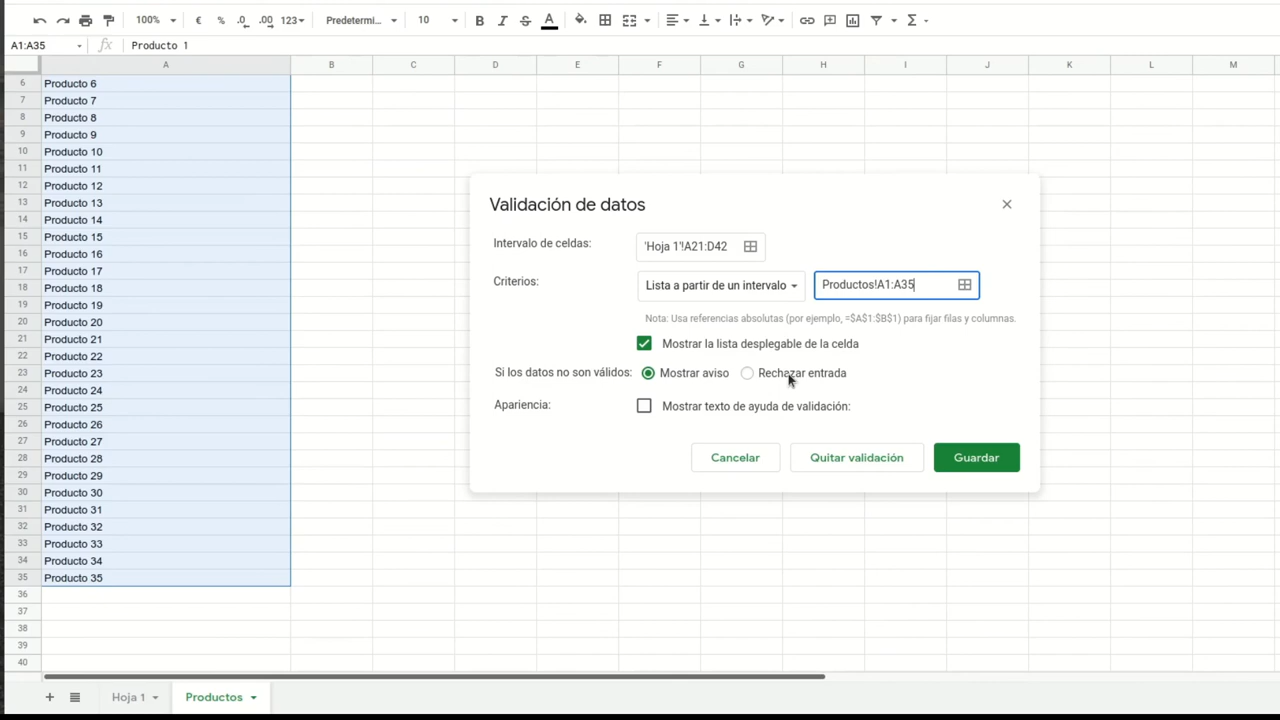 100% € % .0 .00 123 Predetermi... 10 B I S A Σ
A1:A35 fx Producto 1
A B C D E F G H I J K L M
6 Producto 6
7 Producto 7
8 Producto 8
9 Producto 9
10 Producto 10
11 Producto 11
12 Producto 12
13 Producto 13
14 Producto 14
15 Producto 15
16 Producto 16
17 Producto 17
18 Producto 18
19 Producto 19
20 Producto 20
21 Producto 21
22 Producto 22
23 Producto 23
24 Producto 24
25 Producto 25
26 Producto 26
27 Producto 27
28 Producto 28
29 Producto 29
30 Producto 30
31 Producto 31
32 Producto 32
33 Producto 33
34 Producto 34
35 Producto 35
36
37
38
39
40
Validación de datos
Intervalo de celdas: 'Hoja 1'!A21:D42
Criterios: Lista a partir de un intervalo Productos!A1:A35
Nota: Usa referencias absolutas (por ejemplo, =$A$1:$B$1) para fijar filas y columnas.
Mostrar la lista desplegable de la celda
Si los datos no son válidos: Mostrar aviso Rechazar entrada
Apariencia: Mostrar texto de ayuda de validación:
Cancelar Quitar validación Guardar
Hoja 1 Productos